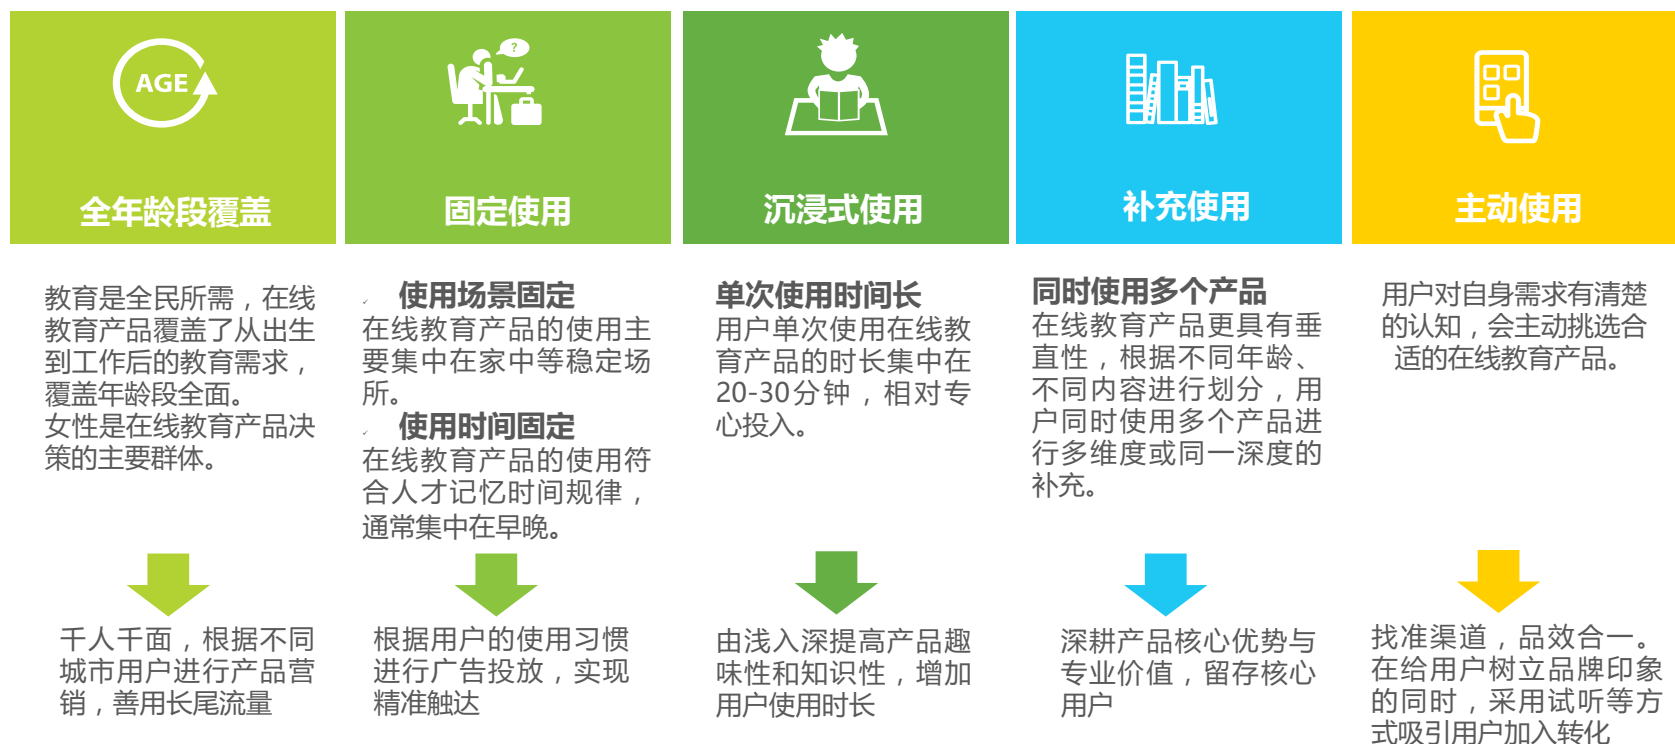 AGE
全年龄段覆盖
教育是全民所需，在线
教育产品覆盖了从出生
到工作后的教育需求，
覆盖年龄段全面。
女性是在线教育产品决
策的主要群体。
千人千面，根据不同
城市用户进行产品营
销，善用长尾流量
?
固定使用
✓ 使用场景固定
在线教育产品的使用主
要集中在家中等稳定场
所。
✓ 使用时间固定
在线教育产品的使用符
合人才记忆时间规律，
通常集中在早晚。
根据用户的使用习惯
进行广告投放，实现
精准触达
沉浸式使用
单次使用时间长
用户单次使用在线教
育产品的时长集中在
20-30分钟，相对专
心投入。
由浅入深提高产品趣
味性和知识性，增加
用户使用时长
补充使用
同时使用多个产品
在线教育产品更具有垂
直性，根据不同年龄、
不同内容进行划分，用
户同时使用多个产品进
行多维度或同一深度的
补充。
深耕产品核心优势与
专业价值，留存核心
用户
主动使用
用户对自身需求有清楚
的认知，会主动挑选合
适的在线教育产品。
找准渠道，品效合一。
在给用户树立品牌印象
的同时，采用试听等方
式吸引用户加入转化